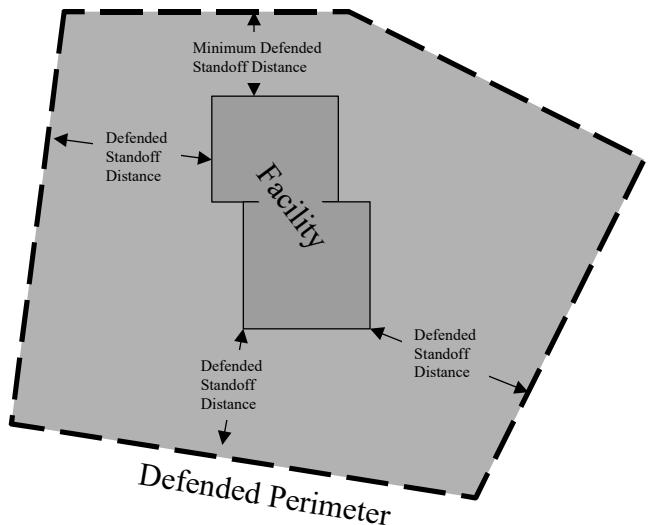 Minimum Defended
Standoff Distance
Defended
Standoff
Distance
Facility
Defended
Standoff
Distance
Defended
Standoff
Distance
Defended Perimeter